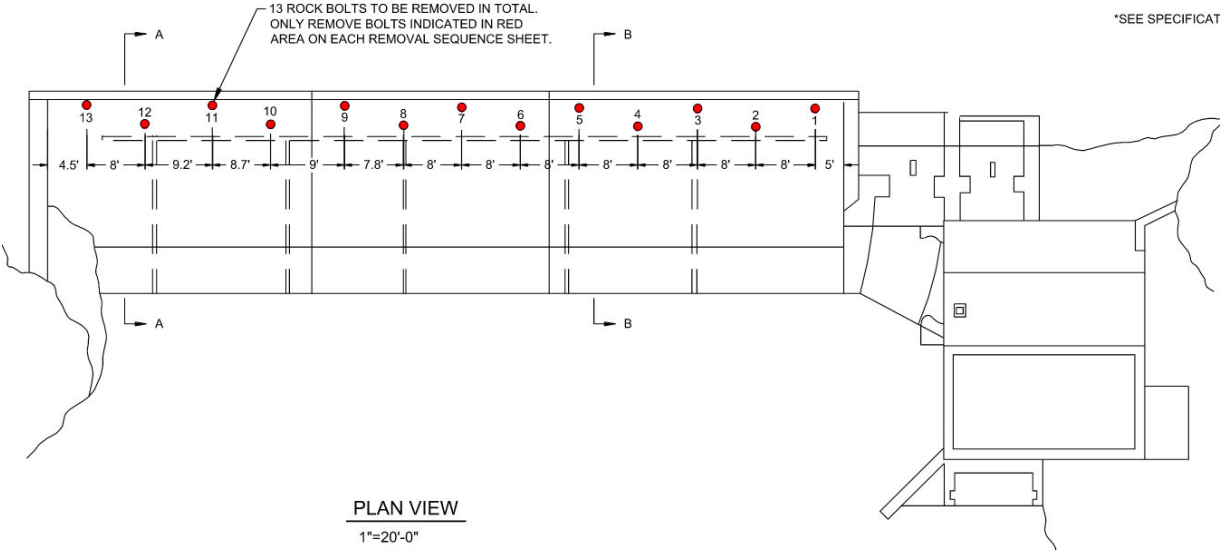 13 ROCK BOLTS TO BE REMOVED IN TOTAL.
ONLY REMOVE BOLTS INDICATED IN RED
AREA ON EACH REMOVAL SEQUENCE SHEET.
*SEE SPECIFICAT
A
B
13
12
11
10
9
8
7
6
5
4
3
2
1
4.5' 8' 9.2' 8.7' 9' 7.8' 8' 8' 8' 8' 8' 8' 8' 5'
A
B
PLAN VIEW
1"=20'-0"